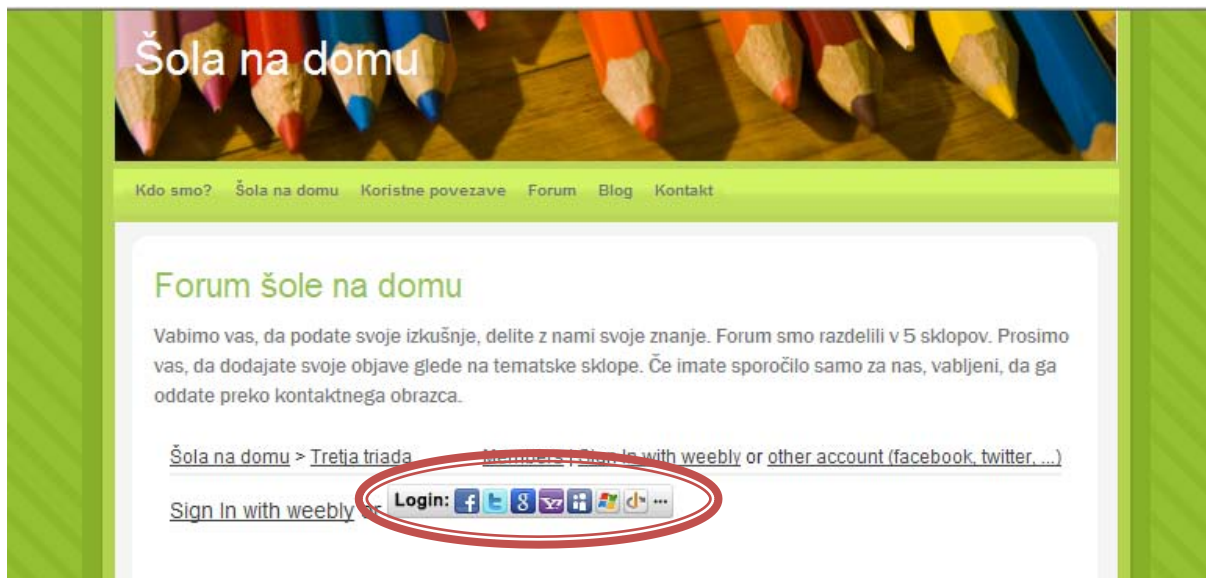 Šola na domu
Kdo smo? Šola na domu Koristne povezave Forum Blog Kontakt
Forum šole na domu
Vabimo vas, da podate svoje izkušnje, delite z nami svoje znanje. Forum smo razdelili v 5 sklopov. Prosimo
vas, da dodajate svoje objave glede na tematske sklope. Če imate sporočilo samo za nas, vabljeni, da ga
oddate preko kontaktnega obrazca.
Šola na domu > Tretja triada Members | Sign In with weebly or other account (facebook, twitter, ...)
Sign In with weebly or Login: